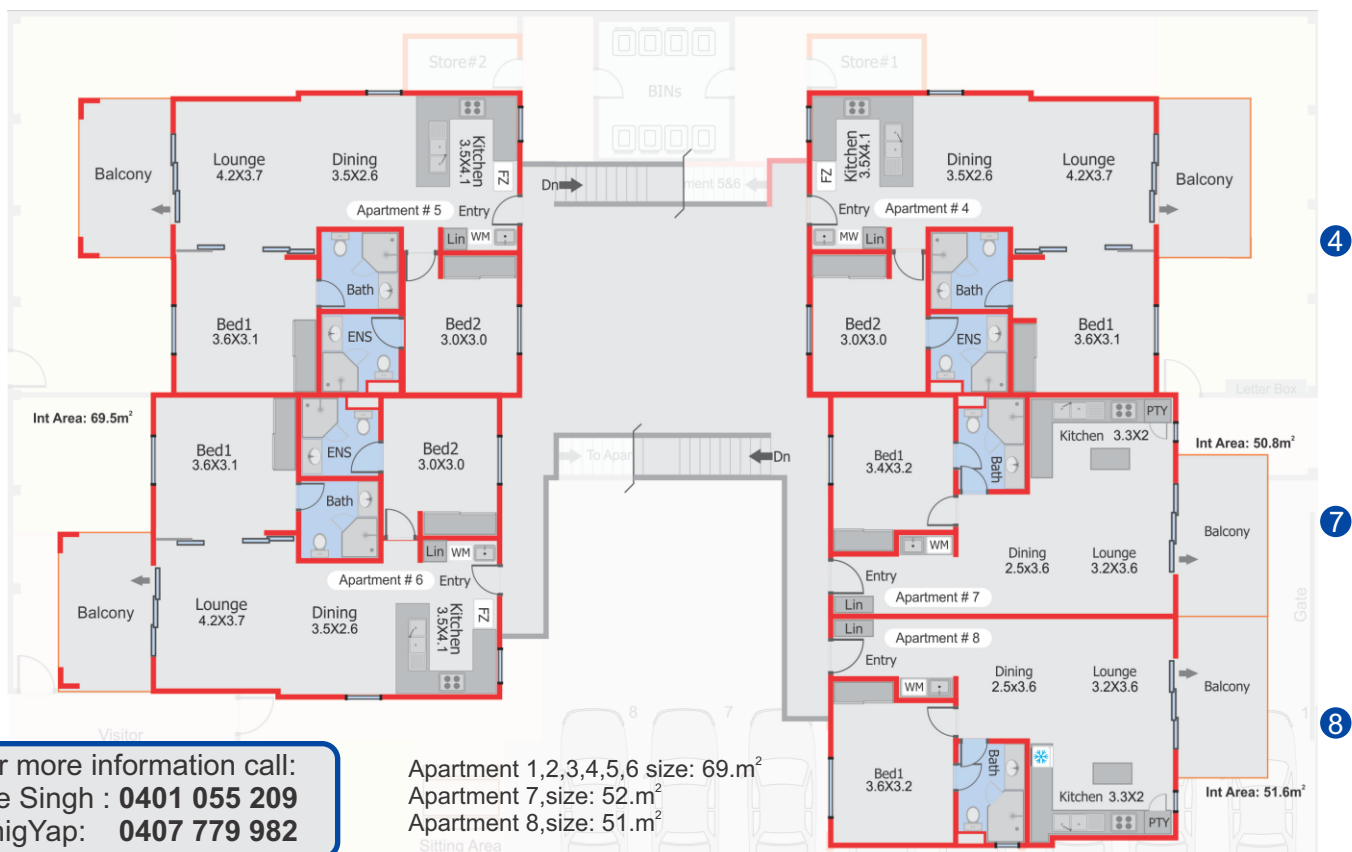 Store#2
BINs
Store#1
Balcony
Lounge
4.2X3.7
Dining
3.5X2.6
Kitchen
3.5X4.1
FZ
Apartment # 5
Entry
Lin
WM
Bath
Bed1
3.6X3.1
ENS
Bed2
3.0X3.0
Dn
ment 5&6
Kitchen
3.5X4.1
FZ
Dining
3.5X2.6
Lounge
4.2X3.7
Balcony
Entry
Apartment # 4
MW
Lin
Bath
Bed2
3.0X3.0
ENS
Bed1
3.6X3.1
4
Letter Box
Int Area: 69.5m²
Bed1
3.6X3.1
ENS
Bed2
3.0X3.0
Bath
Lin
WM
Apartment # 6
Entry
Balcony
Lounge
4.2X3.7
Dining
3.5X2.6
Kitchen
3.5X4.1
FZ
To Apar
Dn
Bed1
3.4X3.2
Bath
Kitchen 3.3X2
PTY
Int Area: 50.8m²
WM
Dining
2.5x3.6
Lounge
3.2X3.6
Balcony
7
Entry
Lin
Apartment # 7
Gate
Lin
Apartment # 8
Entry
WM
Dining
2.5x3.6
Lounge
3.2X3.6
Balcony
8
Bed1
3.6X3.2
Bath
Kitchen 3.3X2
PTY
Int Area: 51.6m²
Visitor
8
7
1
r more information call:
e Singh : 0401 055 209
nigYap: 0407 779 982
Apartment 1,2,3,4,5,6 size: 69.m²
Apartment 7,size: 52.m²
Apartment 8,size: 51.m²
Sitting Area